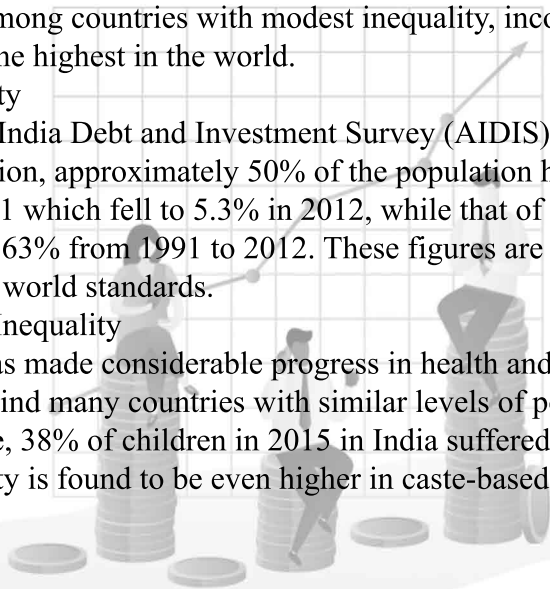 mong countries with modest inequality, inco
ne highest in the world.
ty
India Debt and Investment Survey (AIDIS)
ion, approximately 50% of the population h
1 which fell to 5.3% in 2012, while that of
63% from 1991 to 2012. These figures are
world standards.
Inequality
as made considerable progress in health and
ind many countries with similar levels of p
e, 38% of children in 2015 in India suffered
ty is found to be even higher in caste-based